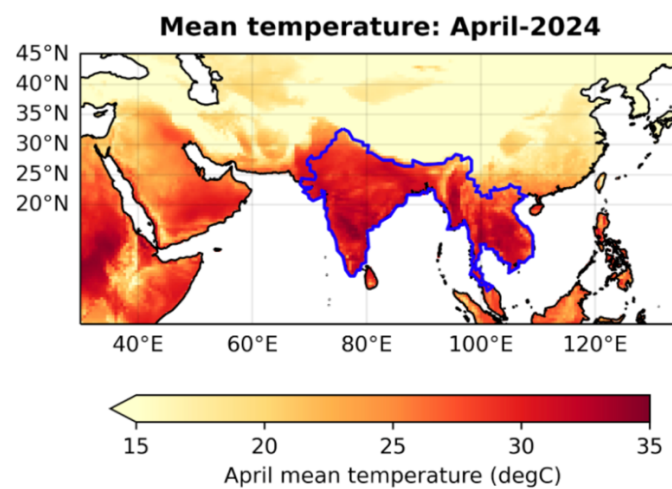 Mean temperature: April-2024
45°N
40°N
35°N
30°N
25°N
20°N
40°E 60°E 80°E 100°E 120°E
15 20 25 30 35
April mean temperature (degC)